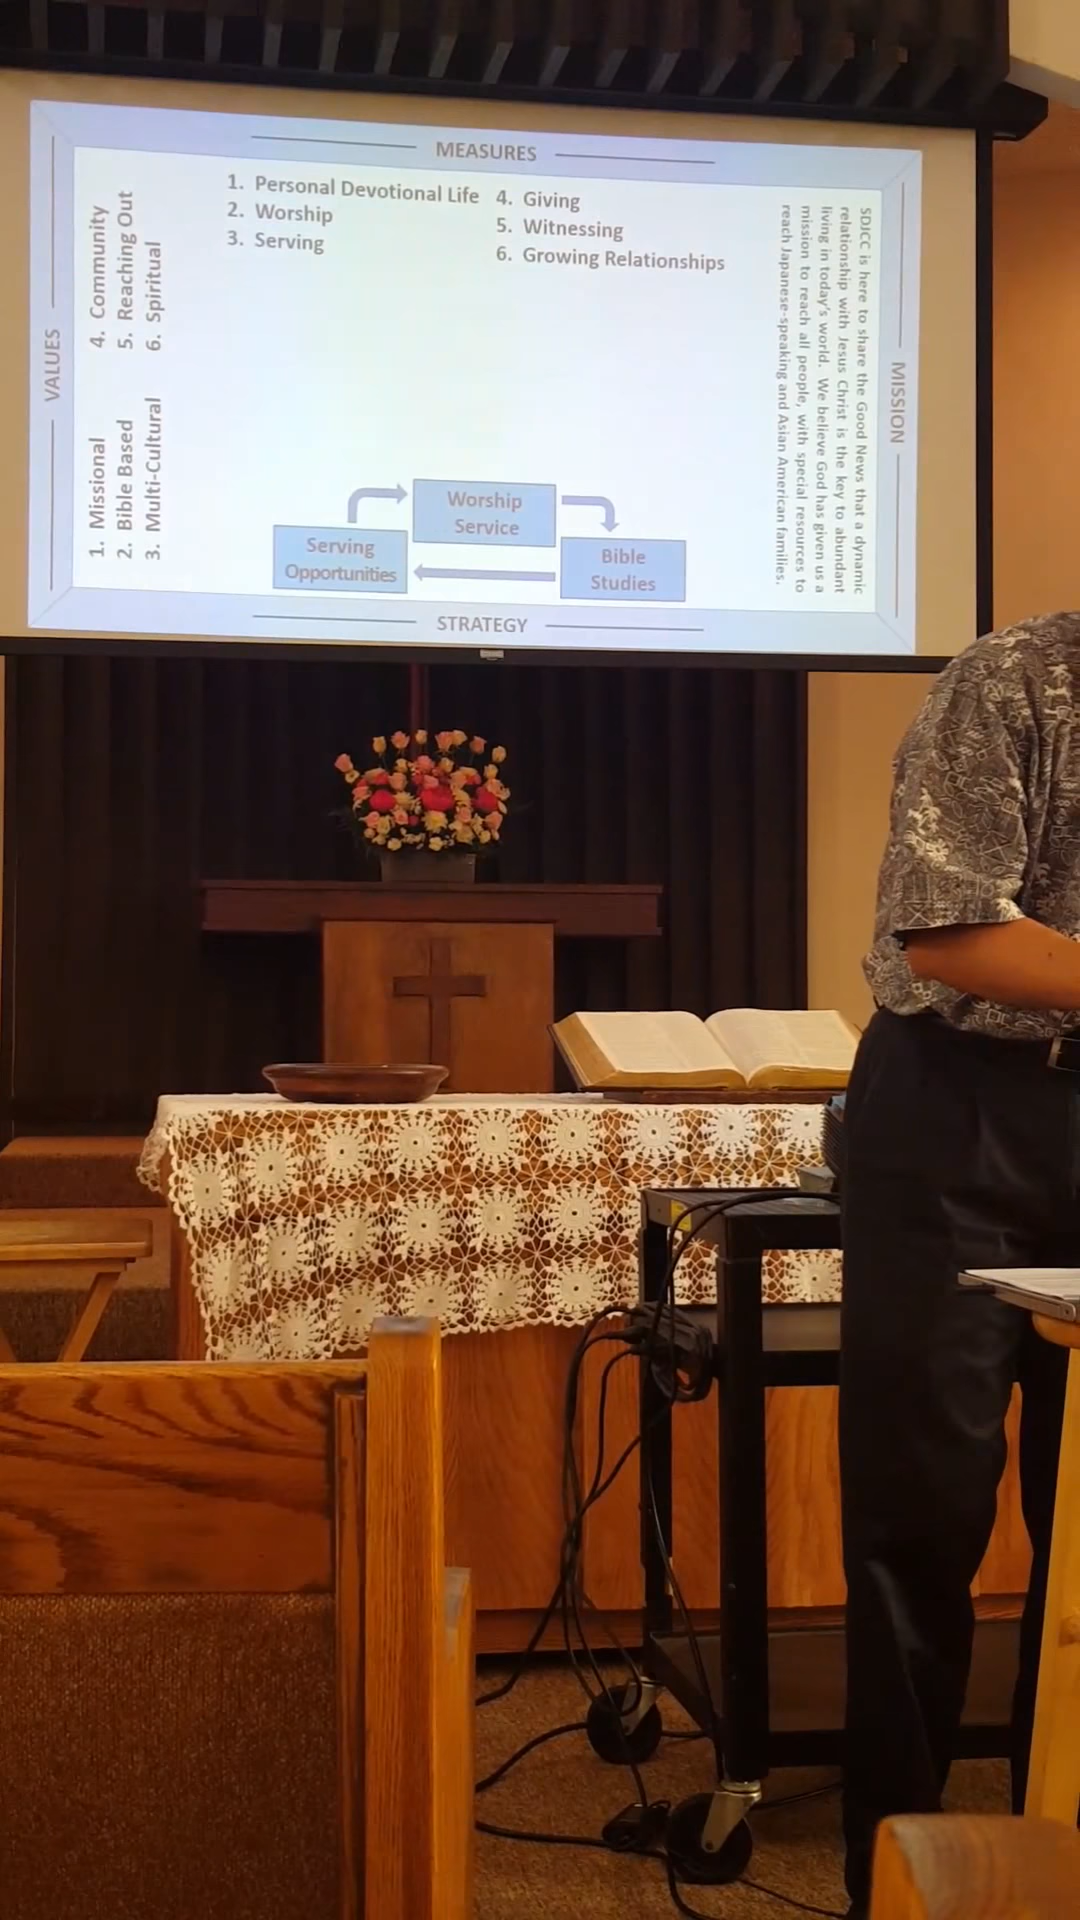 MEASURES
1. Personal Devotional Life
2. Worship
3. Serving
4. Giving
5. Witnessing
6. Growing Relationships
VALUES
1. Missional
2. Bible Based
3. Multi-Cultural
4. Community
5. Reaching Out
6. Spiritual
MISSION
SDJCC is here to share the Good News that a dynamic
relationship with Jesus Christ is the key to abundant
living in today's world. We believe God has given us a
mission to reach all people, with special resources to
reach Japanese-speaking and Asian American families.
Worship
Service
Bible
Studies
Serving
Opportunities
STRATEGY